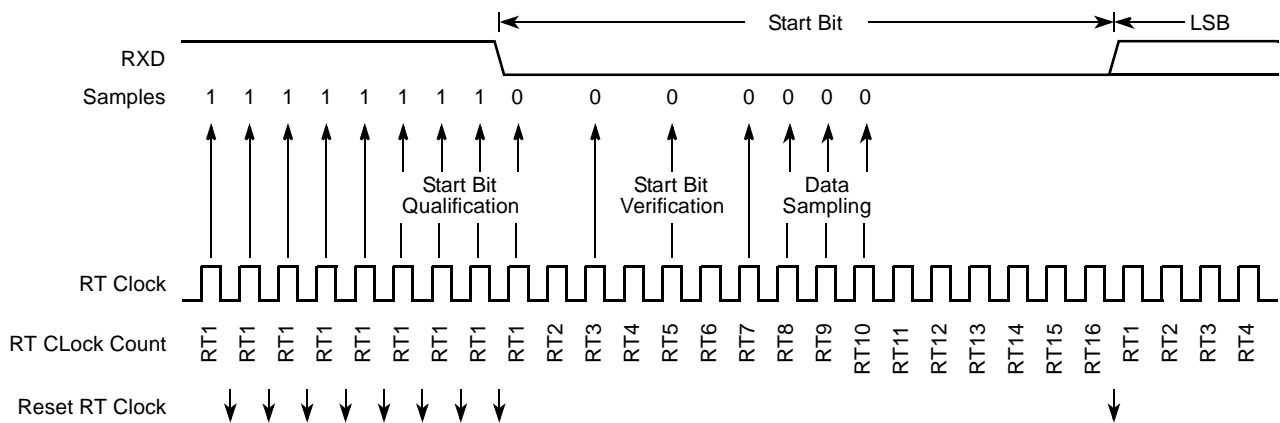 Start Bit LSB
RXD
Samples 1 1 1 1 1 1 1 1 0 0 0 0 0 0 0
Start Bit Qualification
Start Bit Verification
Data Sampling
RT Clock
RT CLock Count RT1 RT1 RT1 RT1 RT1 RT1 RT1 RT1 RT1 RT2 RT3 RT4 RT5 RT6 RT7 RT8 RT9 RT10 RT11 RT12 RT13 RT14 RT15 RT16 RT1 RT2 RT3 RT4
Reset RT Clock